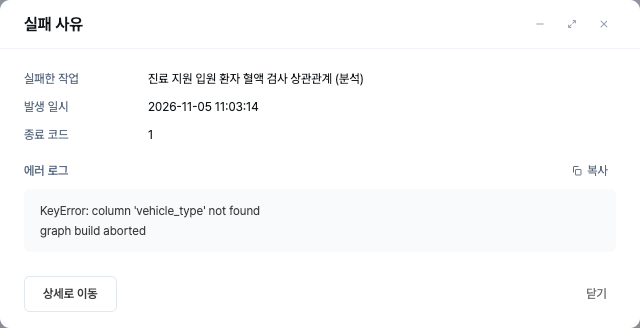 실패 사유
실패한 작업
진료 지원 입원 환자 혈액 검사 상관관계 (분석)
발생 일시
2026-11-05 11:03:14
종료 코드
1
에러 로그
복사
KeyError: column 'vehicle_type' not found
graph build aborted
상세로 이동
닫기